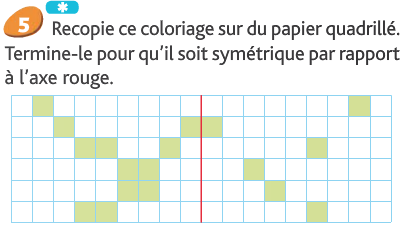 5 * Recopie ce coloriage sur du papier quadrillé.
Termine-le pour qu'il soit symétrique par rapport
à l'axe rouge.